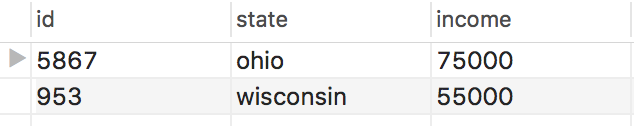 id state income
5867 ohio 75000
953 wisconsin 55000